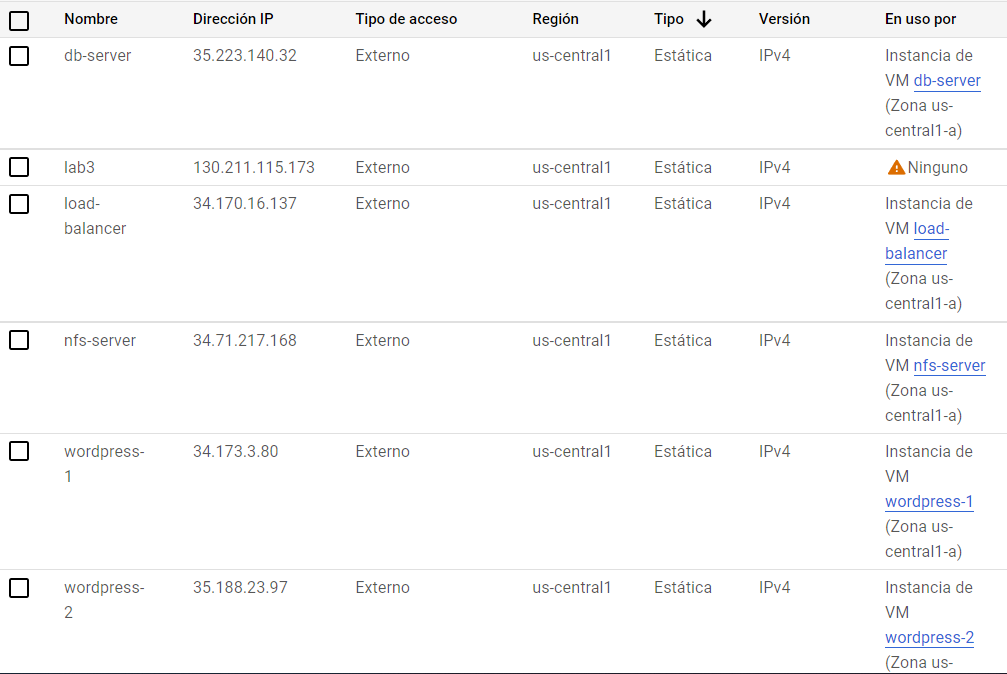 Nombre Dirección IP Tipo de acceso Región Tipo Versión En uso por
db-server 35.223.140.32 Externo us-central1 Estática IPv4 Instancia de
VM db-server
(Zona us-
central1-a)
lab3 130.211.115.173 Externo us-central1 Estática IPv4 Ninguno
load- 34.170.16.137 Externo us-central1 Estática IPv4 Instancia de
balancer VM load-
balancer
(Zona us-
central1-a)
nfs-server 34.71.217.168 Externo us-central1 Estática IPv4 Instancia de
VM nfs-server
(Zona us-
central1-a)
wordpress- 34.173.3.80 Externo us-central1 Estática IPv4 Instancia de
1 VM
wordpress-1
(Zona us-
central1-a)
wordpress- 35.188.23.97 Externo us-central1 Estática IPv4 Instancia de
2 VM
wordpress-2
(Zona us-